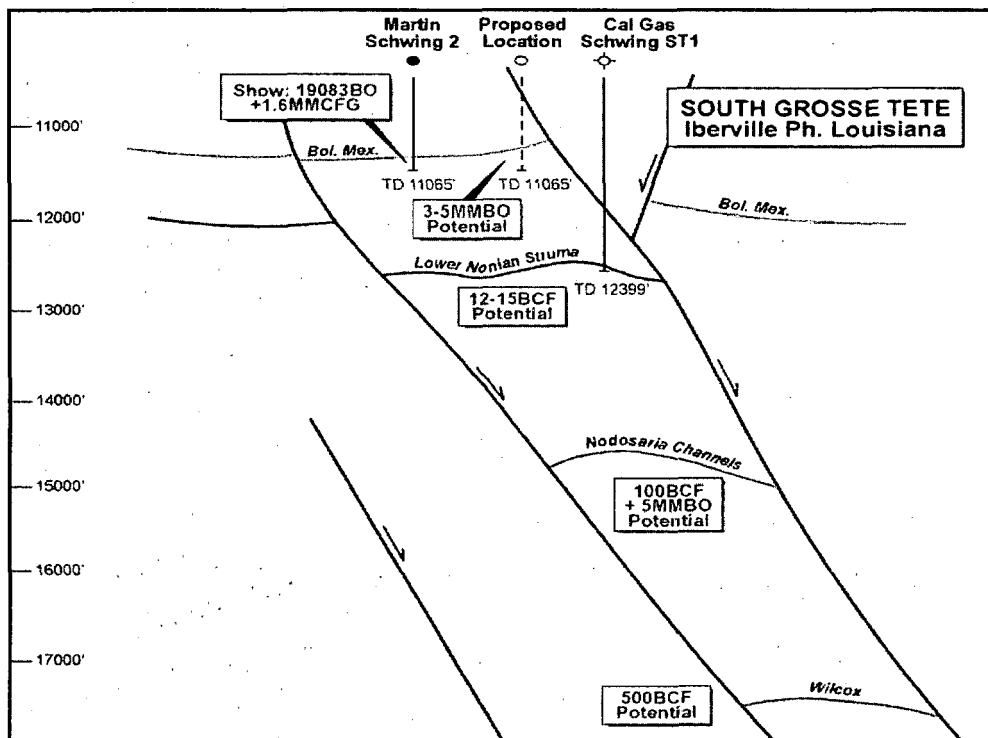 Martin
Schwing 2
Proposed
Location
Cal Gas
Schwing ST1
Show: 19083BO
+1.6MMCFG
SOUTH GROSSE TETE
Iberville Ph. Louisiana
11000'
Bol. Mex.
TD 11065'
TD 11065'
3-5MMBO
Potential
Bol. Mex.
12000'
Lower Nonian Struma
12-15BCF
Potential
TD 12399'
13000'
14000'
Nodosaria Channels
15000'
100BCF
+ 5MMBO
Potential
16000'
17000'
500BCF
Potential
Wilcox